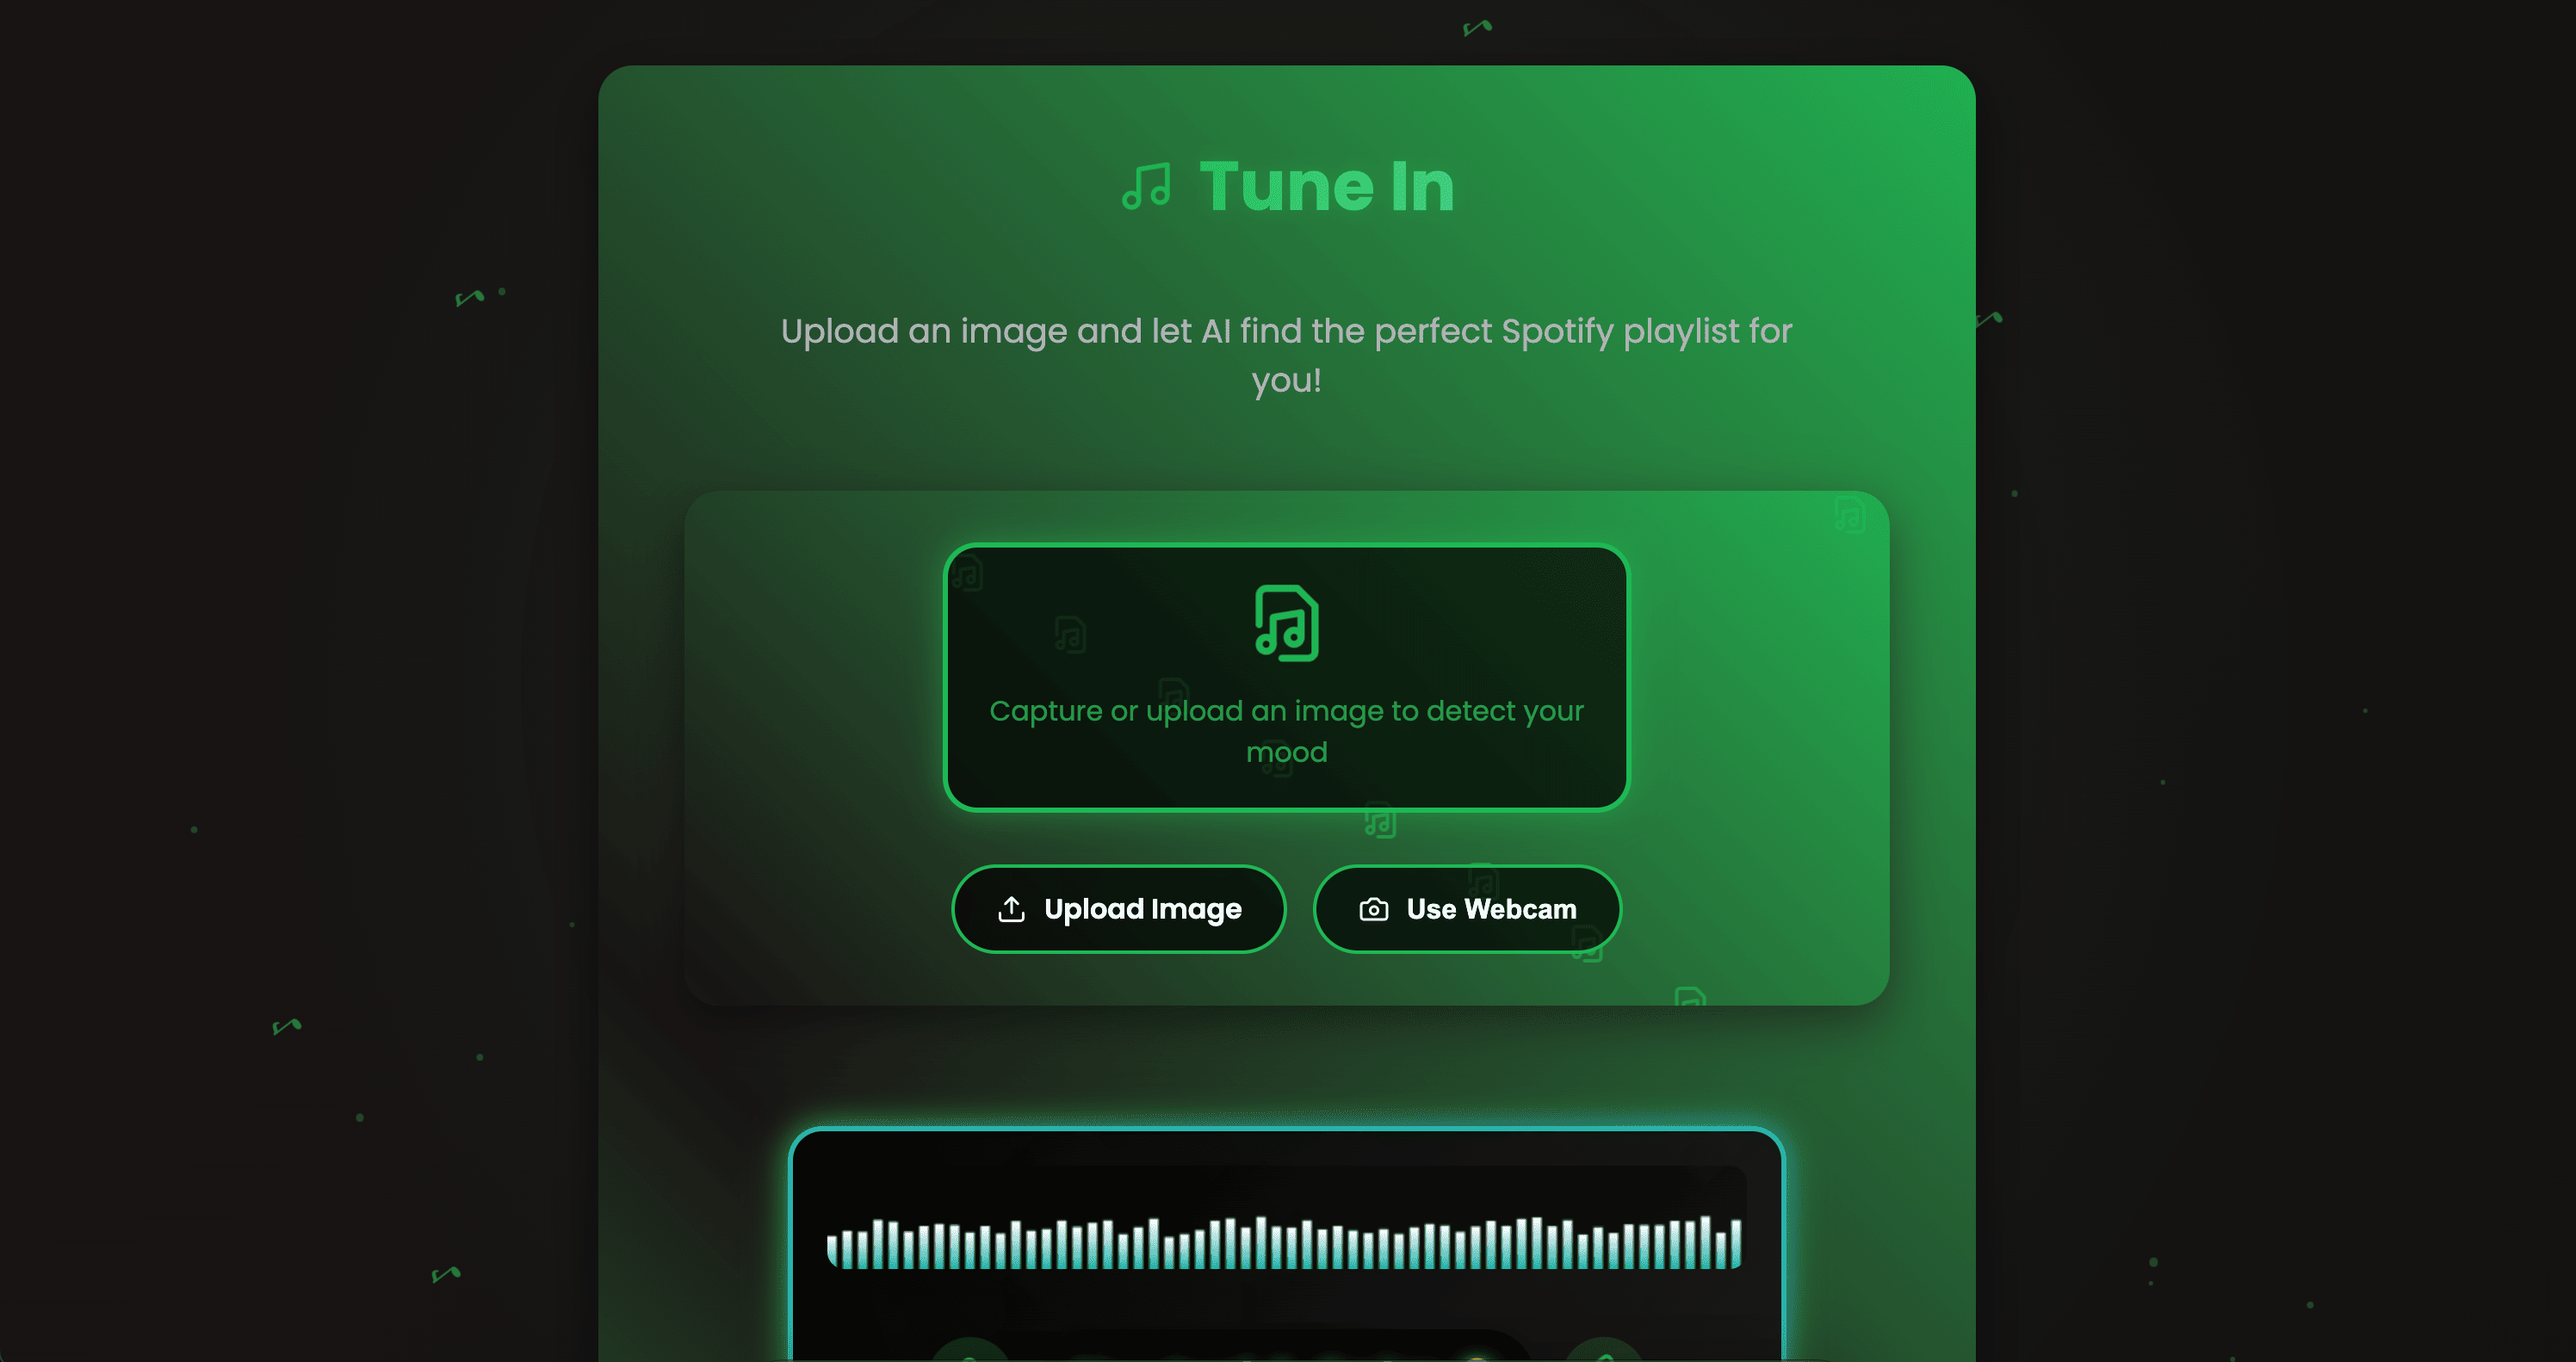 Tune In
Upload an image and let AI find the perfect Spotify playlist for
you!
Capture or upload an image to detect your
mood
Upload Image
Use Webcam